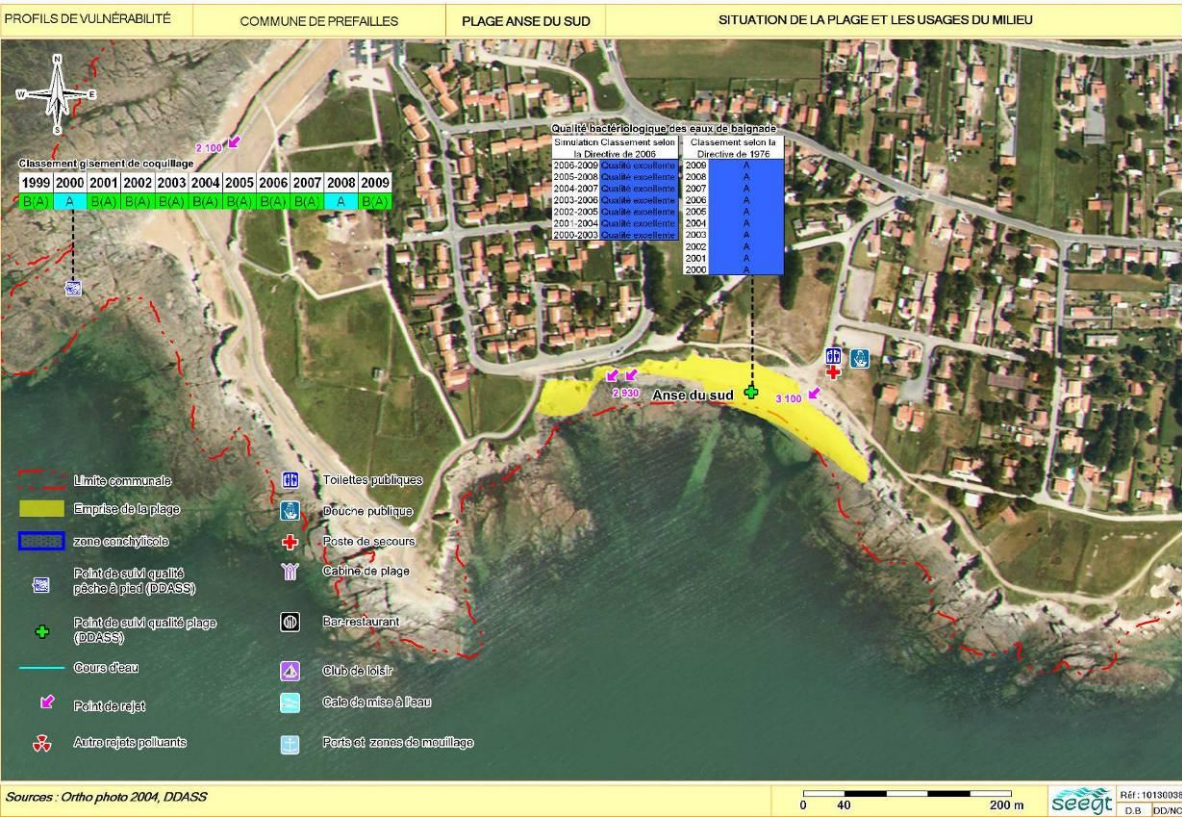 PROFILS DE VULNÉRABILITÉ
COMMUNE DE PREFAILLES
PLAGE ANSE DU SUD
SITUATION DE LA PLAGE ET LES USAGES DU MILIEU
N
W E
S
2 100
Classement gisement de coquillage
1999 2000 2001 2002 2003 2004 2005 2006 2007 2008 2009
B(A) A B(A) B(A) B(A) B(A) B(A) B(A) B(A) A B(A)
Qualité bactériologique des eaux de baignade
Simulation Classement selon
la Directive de 2006
2006-2009 Qualité excellente
2005-2008 Qualité excellente
2004-2007 Qualité excellente
2003-2006 Qualité excellente
2002-2005 Qualité excellente
2001-2004 Qualité excellente
2000-2003 Qualité excellente
Classement selon la
Directive de 1976
2009 A
2008 A
2007 A
2006 A
2005 A
2004 A
2003 A
2002 A
2001 A
2000 A
2 930
Anse du sud
3 100
Limite communale
Emprise de la plage
zone conchylicole
Point de suivi qualité
pêche à pied (DDASS)
Point de suivi qualité plage
(DDASS)
Cours d'eau
Point de rejet
Autre rejets polluants
Toilettes publiques
Douche publique
Poste de secours
Cabine de plage
Bar-restaurant
Club de loisir
Cale de mise à l'eau
Ports et zones de mouillage
Sources : Ortho photo 2004, DDASS
0 40 200 m
seegt
Réf : 10130038
D.B DD/NC